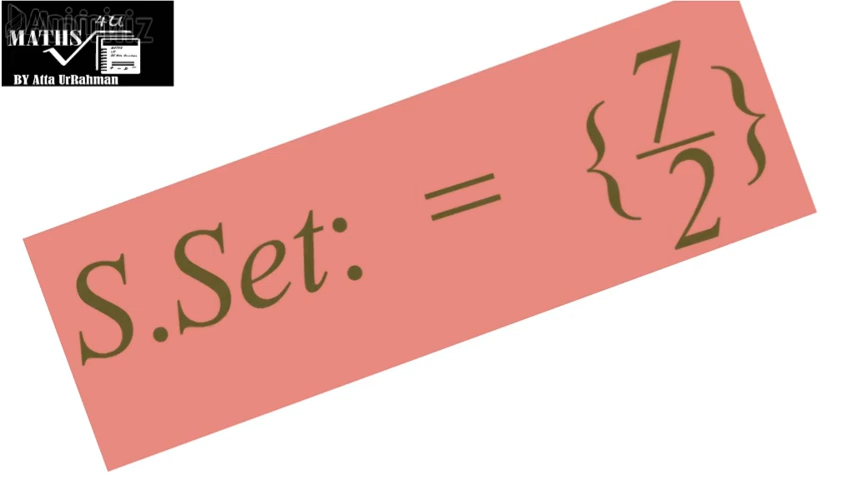 4U
MATHS
BY Atta UrRahman
S.Set: = {7/2}